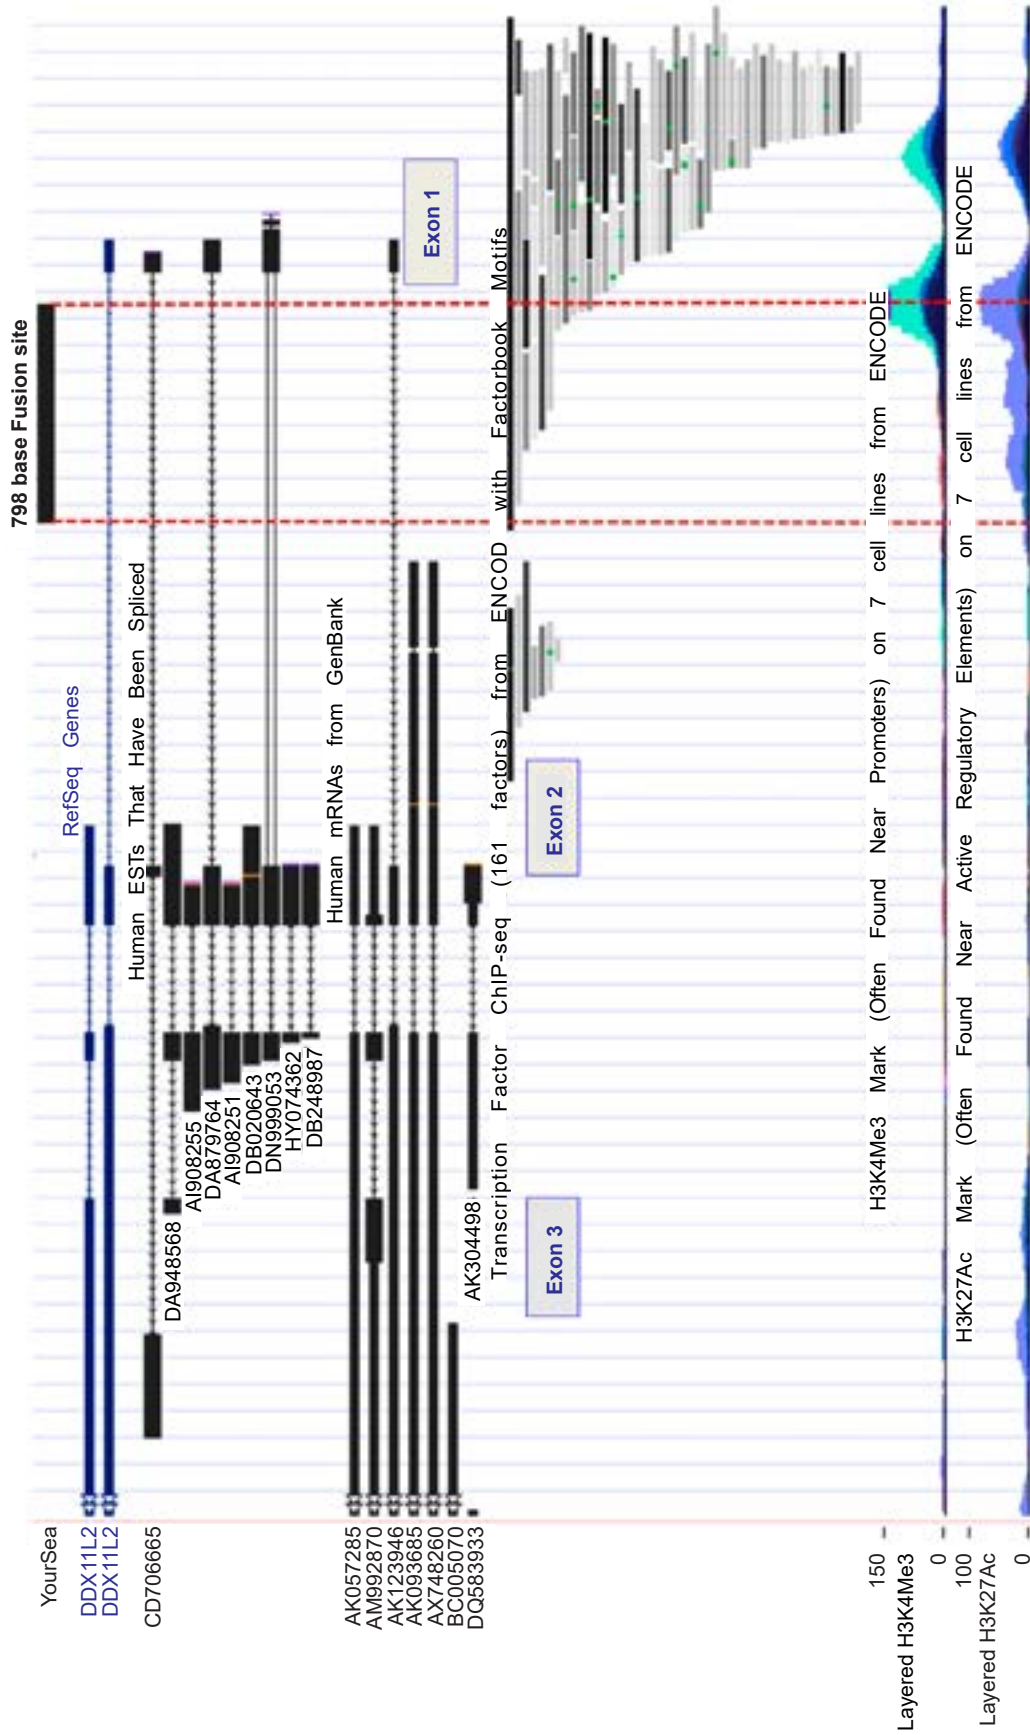 798 base Fusion site
YourSea
RefSeq Genes
DDX11L2
DDX11L2
Human ESTs That Have Been Spliced
CD706665
DA948568
AI908255
DA879764
AI908251
DB020643
DN999053
HY074362
DB248987
Human mRNAs from GenBank
AK057285
AM992870
AK123946
AK093685
AX748260
BC005070
DQ583933
AK304498
Exon 1
Transcription Factor ChIP-seq (161 factors) from ENCOD with Factorbook Motifs
Exon 3
Exon 2
H3K4Me3 Mark (Often Found Near Promoters) on 7 cell lines from ENCODE
150
Layered H3K4Me3
0
H3K27Ac Mark (Often Found Near Active Regulatory Elements) on 7 cell lines from ENCODE
100
Layered H3K27Ac
0